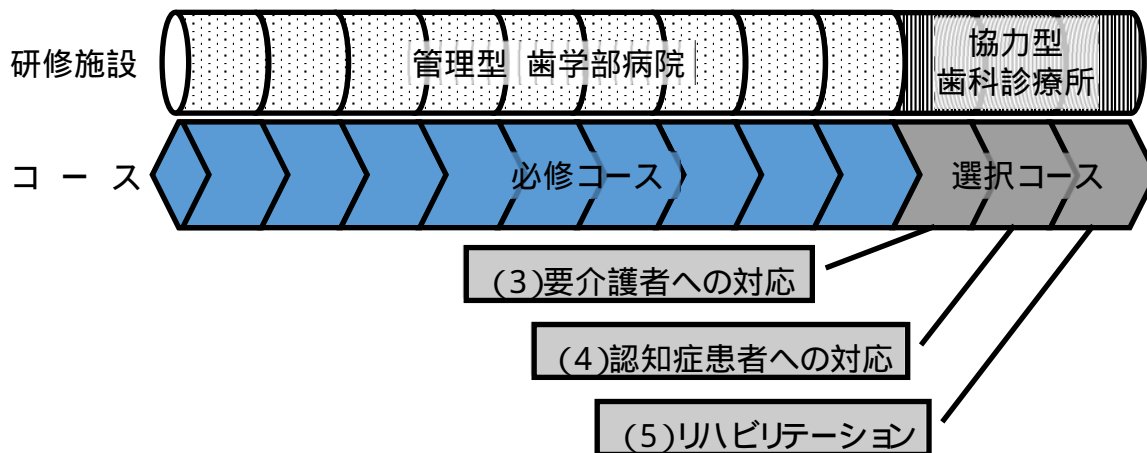 研修施設
管理型 歯学部病院
協力型
歯科診療所
コース
必修コース
選択コース
(3)要介護者への対応
(4)認知症患者への対応
(5)リハビリテーション